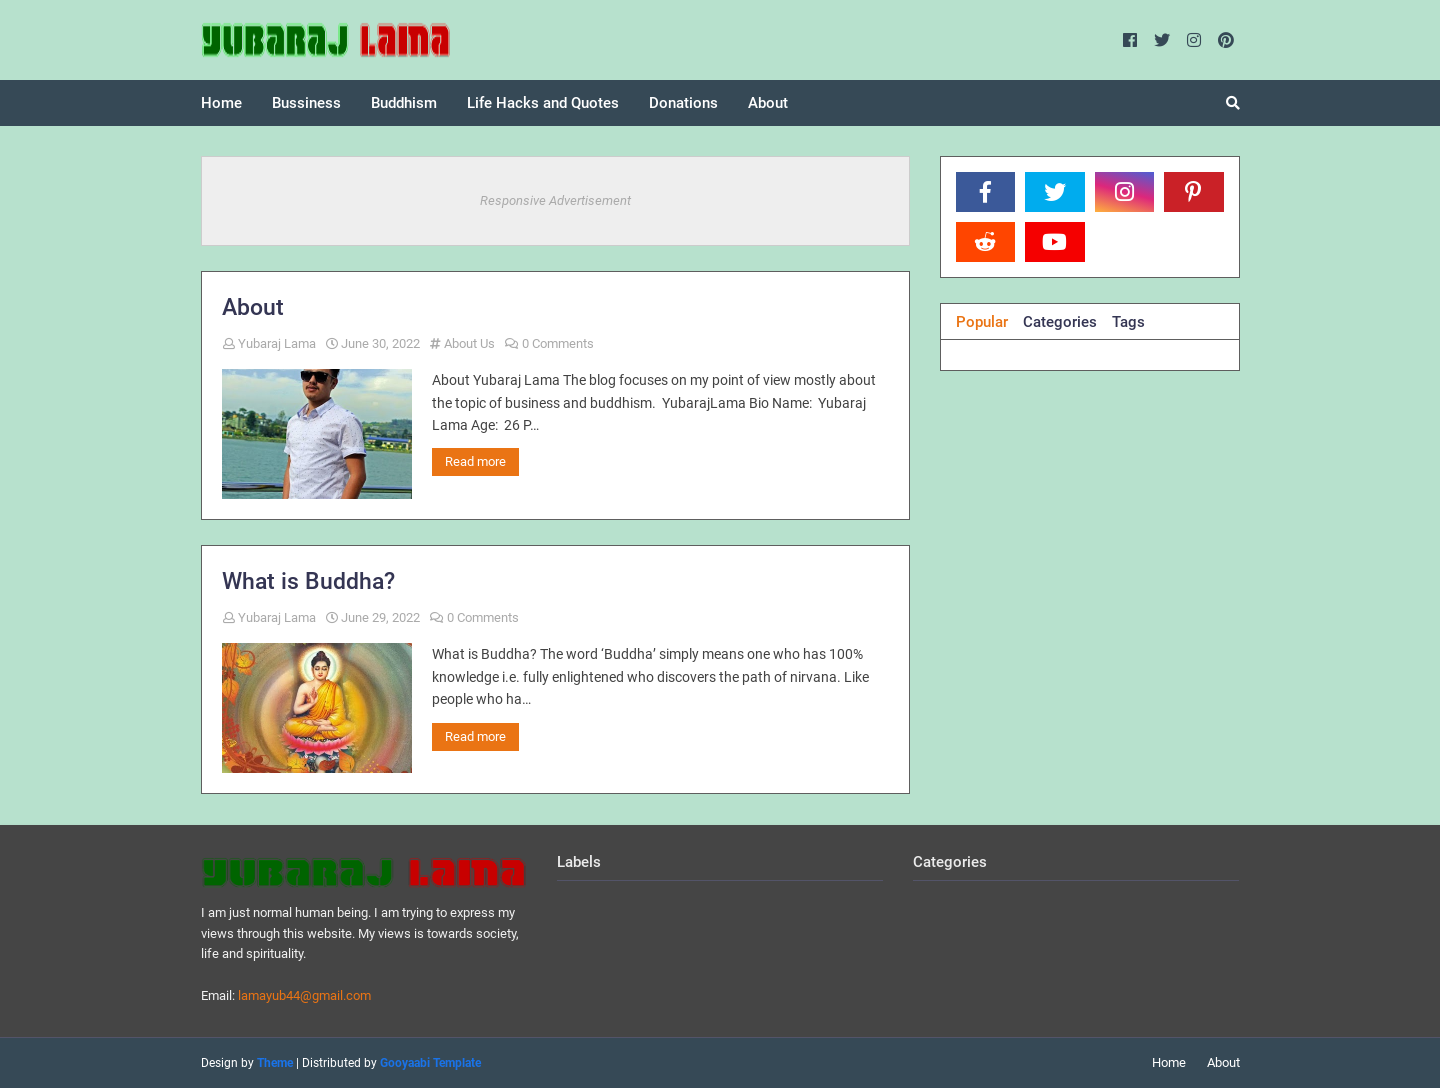 YUBARAJ LAMA
Home Bussiness Buddhism Life Hacks and Quotes Donations About
Responsive Advertisement
About
Yubaraj Lama June 30, 2022 # About Us 0 Comments
About Yubaraj Lama The blog focuses on my point of view mostly about
the topic of business and buddhism.  YubarajLama Bio Name:  Yubaraj
Lama Age:  26 P…
Read more
What is Buddha?
Yubaraj Lama June 29, 2022 0 Comments
What is Buddha? The word ‘Buddha’ simply means one who has 100%
knowledge i.e. fully enlightened who discovers the path of nirvana. Like
people who ha…
Read more
Popular Categories Tags
YUBARAJ LAMA
I am just normal human being. I am trying to express my
views through this website. My views is towards society,
life and spirituality.
Email: lamayub44@gmail.com
Labels
Categories
Design by Theme | Distributed by Gooyaabi Template
Home About